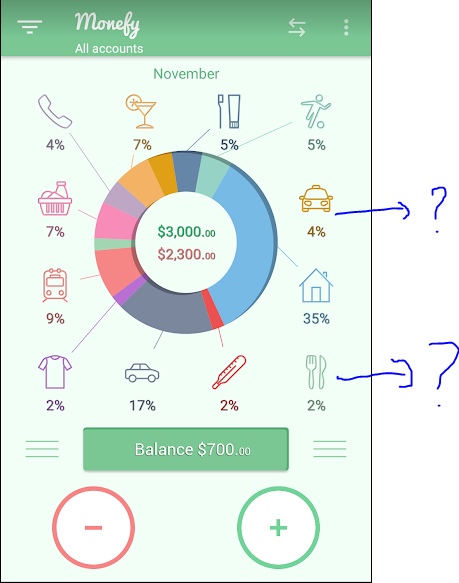 Monefy
All accounts
November
4% 7% 5% 5%
$3,000.00
$2,300.00
7% 4% ?
9% 35%
2% 17% 2% 2% ?
Balance $700.00